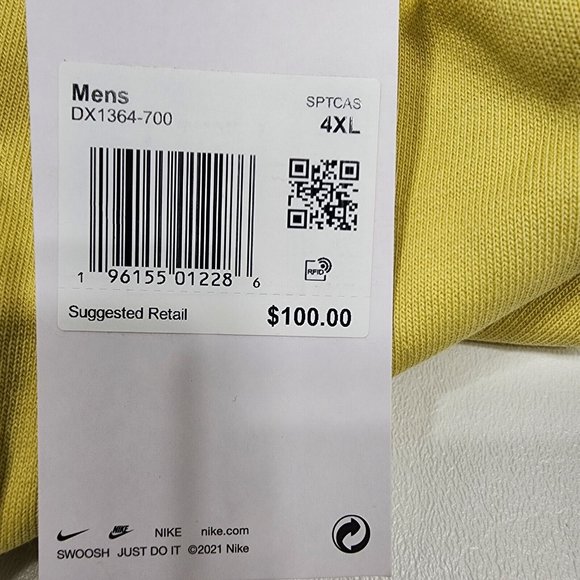 Mens
DX1364-700
SPTCAS
4XL
1 96155 01228 6
RFID
Suggested Retail $100.00
NIKE nike.com
SWOOSH JUST DO IT ©2021 Nike